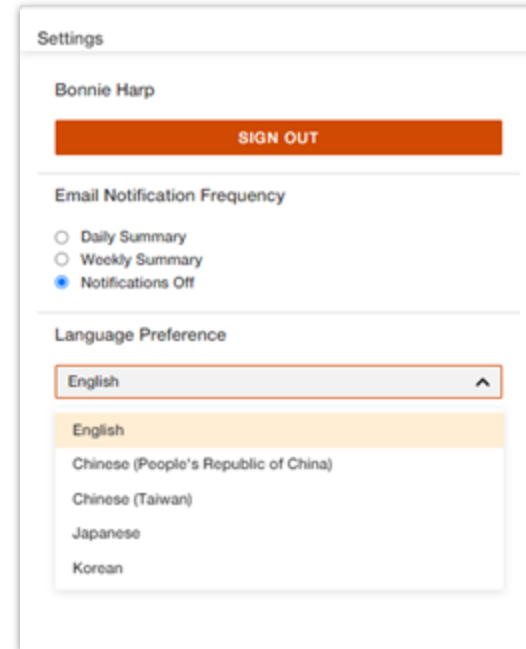 Settings
Bonnie Harp
SIGN OUT
Email Notification Frequency
Daily Summary
Weekly Summary
Notifications Off
Language Preference
English
English
Chinese (People's Republic of China)
Chinese (Taiwan)
Japanese
Korean